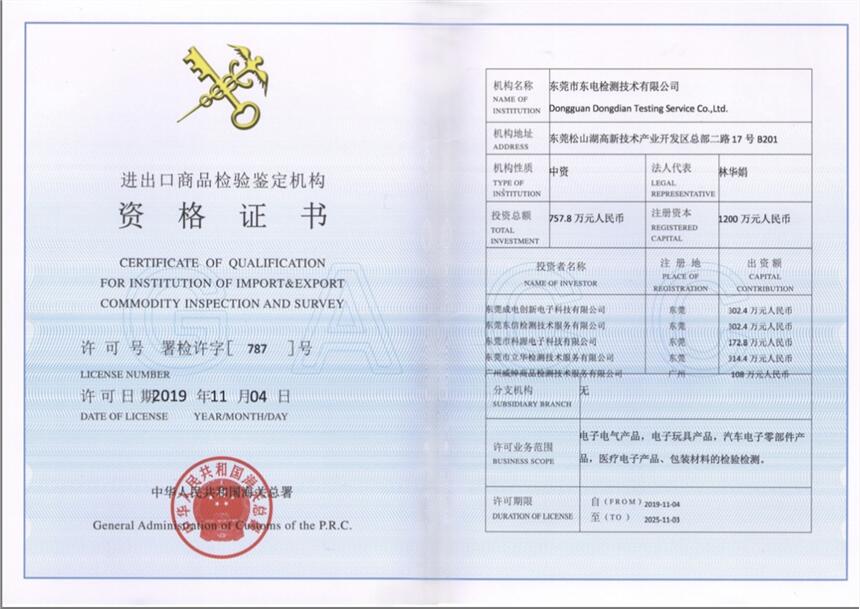 进出口商品检验鉴定机构
资格证书
CERTIFICATE OF QUALIFICATION
FOR INSTITUTION OF IMPORT&EXPORT
COMMODITY INSPECTION AND SURVEY
许可号 署检许字[ 787 ]号
LICENSE NUMBER
许可日期2019 年11 月04 日
DATE OF LICENSE YEAR/MONTH/DAY
中华人民共和国海关总署
General Administration of Customs of the P.R.C.
中华人民共和国海关总署
GACC
机构名称 东莞市东电检测技术有限公司
NAME OF
INSTITUTION Dongguan Dongdian Testing Service Co.,Ltd.
机构地址 东莞松山湖高新技术产业开发区总部二路 17 号 B201
ADDRESS
机构性质 中资 法人代表 林华娟
TYPE OF LEGAL
INSTITUTION REPRESENTATIVE
投资总额 757.8 万元人民币 注册资本 1200 万元人民币
TOTAL REGISTERED
INVESTMENT CAPITAL
投资者名称 注册地 出资额
NAME OF INVESTOR PLACE OF REGISTRATION CAPITAL CONTRIBUTION
东莞成电创新电子科技有限公司 东莞 302.4 万元人民币
东莞东信检测技术服务有限公司 东莞 302.4 万元人民币
东莞市科源电子科技有限公司 东莞 172.8 万元人民币
东莞市立华检测技术服务有限公司 东莞 314.4 万元人民币
广州威婵商品检测技术服务有限公司 广州 108 万元人民币
分支机构 无
SUBSIDIARY BRANCH
许可业务范围 电子电气产品，电子玩具产品，汽车电子零部件产
BUSINESS SCOPE 品，医疗电子产品、包装材料的检验检测。
许可期限 自(FROM) 2019-11-04
DURATION OF LICENSE 至(TO) 2025-11-03